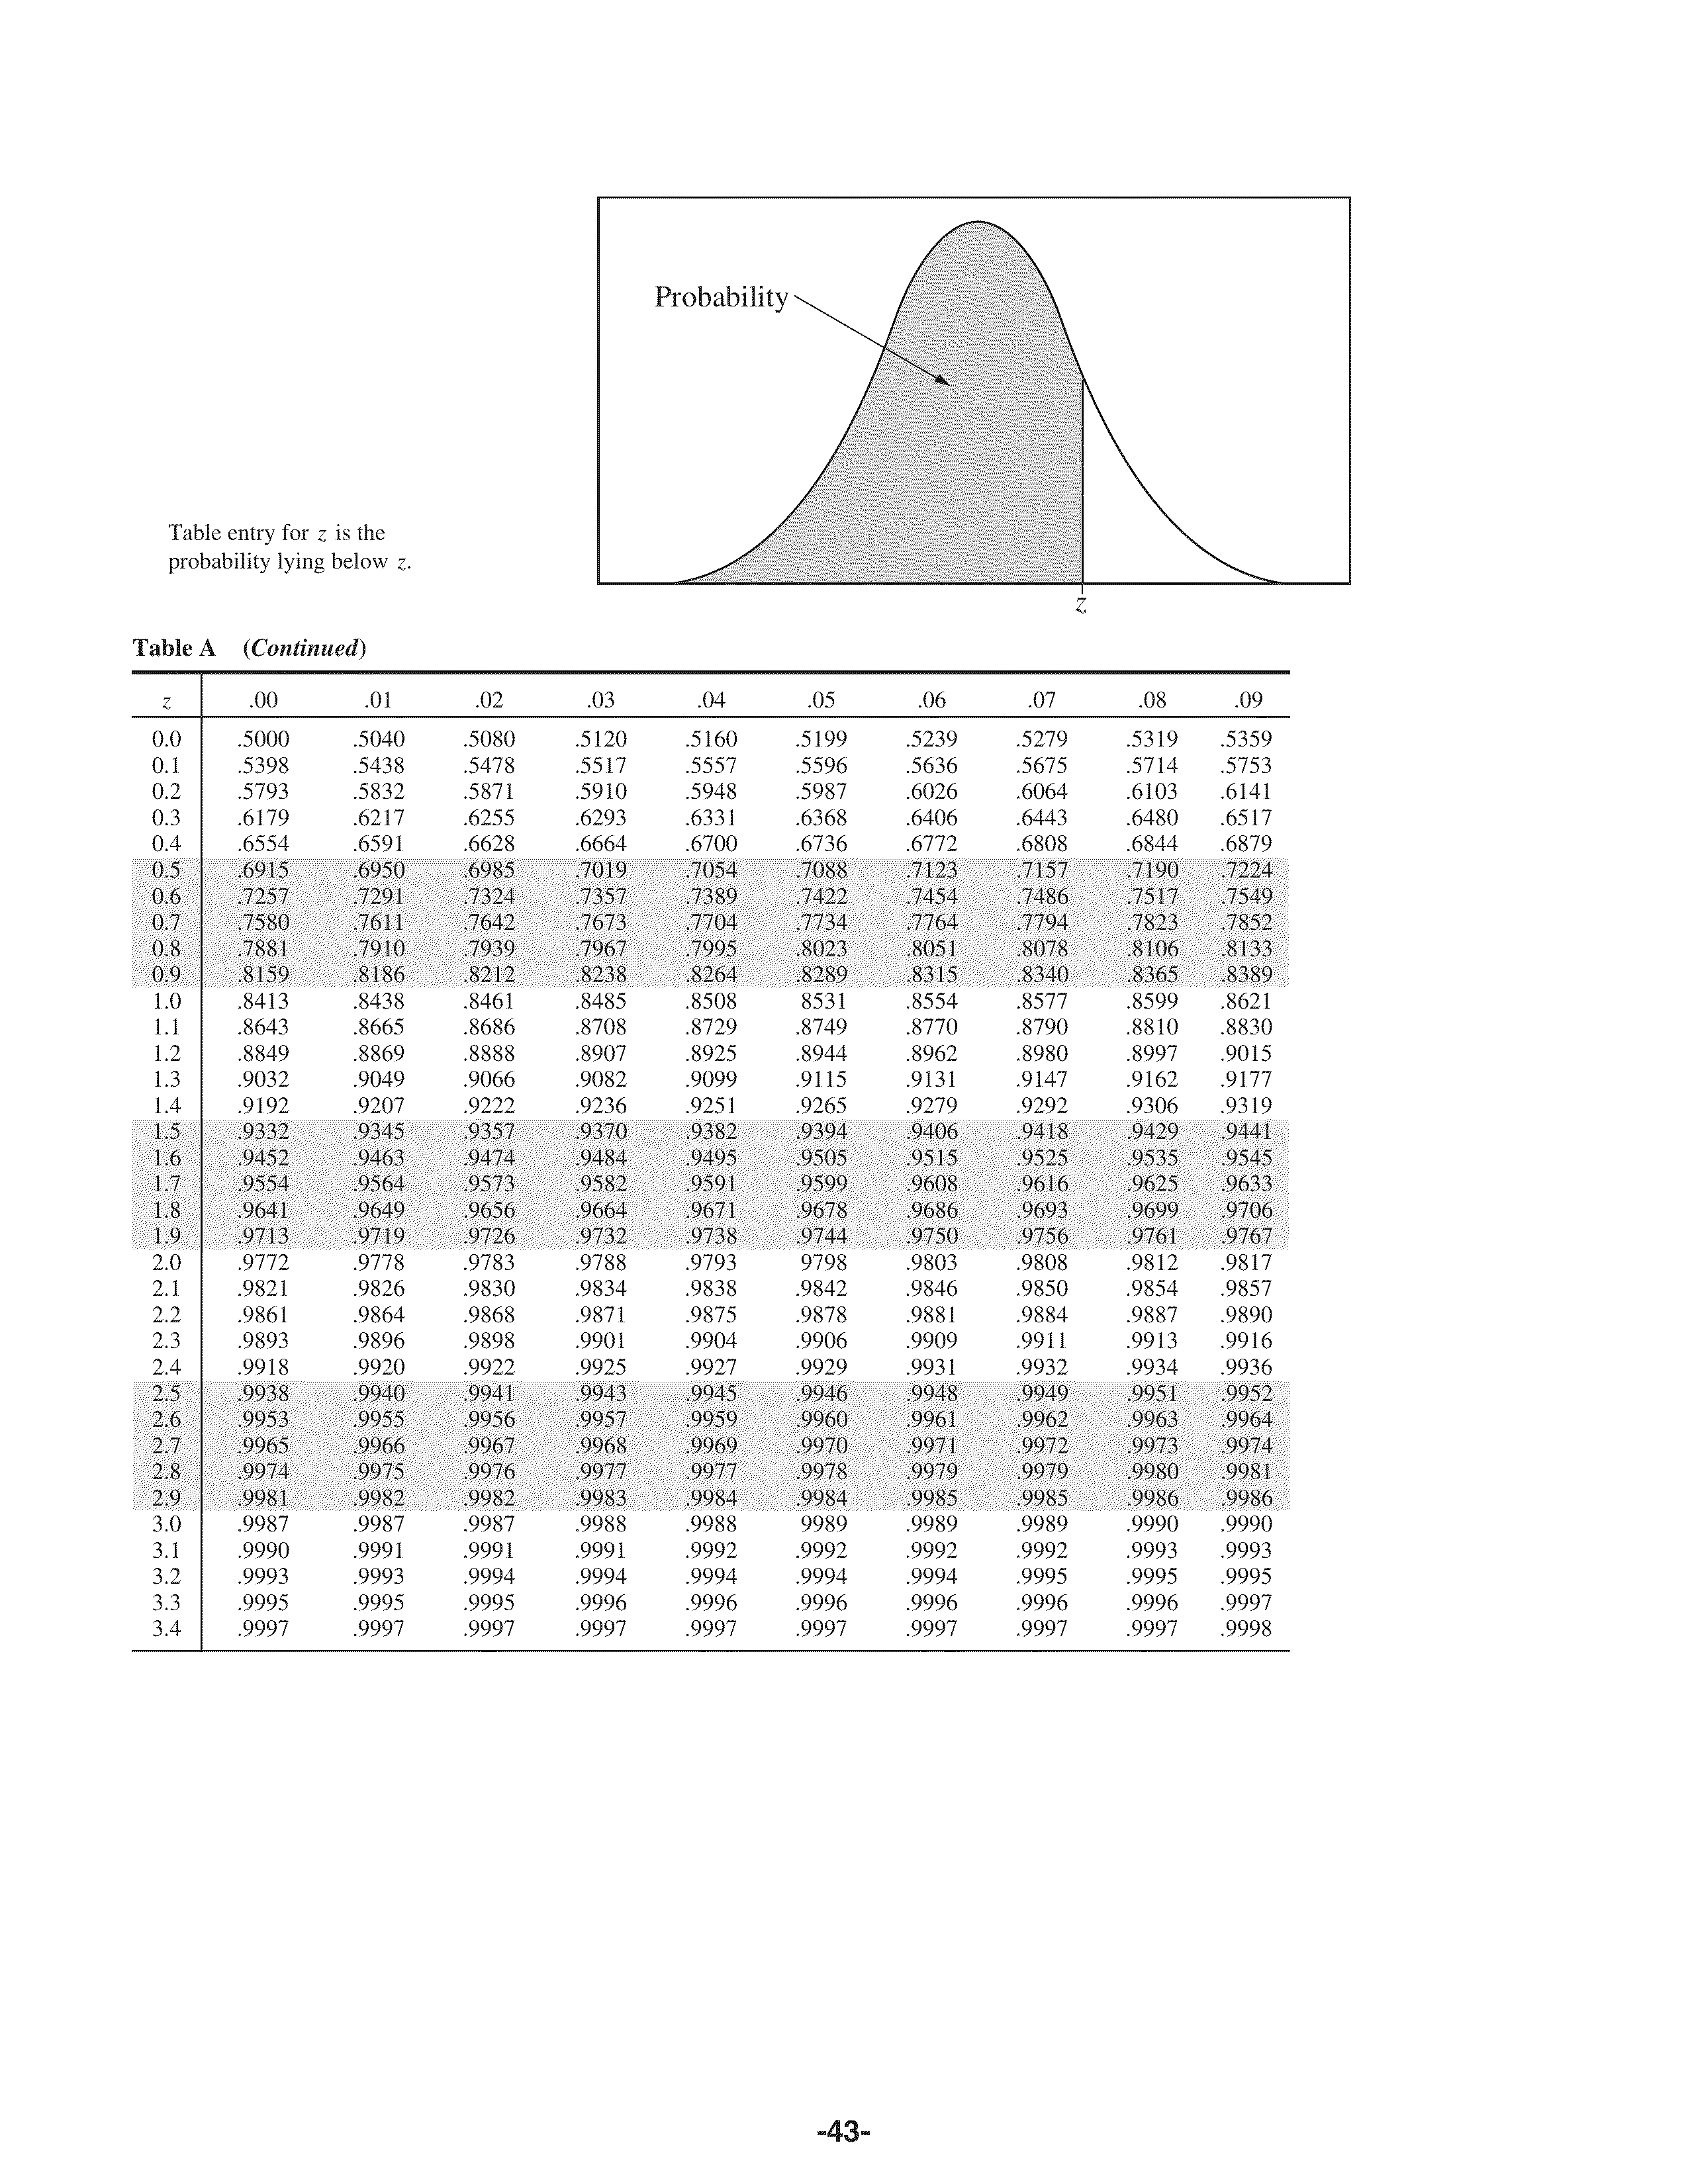 Probability
Table entry for z is the
probability lying below z.
z
Table A (Continued)
z .00 .01 .02 .03 .04 .05 .06 .07 .08 .09
0.0 .5000 .5040 .5080 .5120 .5160 .5199 .5239 .5279 .5319 .5359
0.1 .5398 .5438 .5478 .5517 .5557 .5596 .5636 .5675 .5714 .5753
0.2 .5793 .5832 .5871 .5910 .5948 .5987 .6026 .6064 .6103 .6141
0.3 .6179 .6217 .6255 .6293 .6331 .6368 .6406 .6443 .6480 .6517
0.4 .6554 .6591 .6628 .6664 .6700 .6736 .6772 .6808 .6844 .6879
0.5 .6915 .6950 .6985 .7019 .7054 .7088 .7123 .7157 .7190 .7224
0.6 .7257 .7291 .7324 .7357 .7389 .7422 .7454 .7486 .7517 .7549
0.7 .7580 .7611 .7642 .7673 .7704 .7734 .7764 .7794 .7823 .7852
0.8 .7881 .7910 .7939 .7967 .7995 .8023 .8051 .8078 .8106 .8133
0.9 .8159 .8186 .8212 .8238 .8264 .8289 .8315 .8340 .8365 .8389
1.0 .8413 .8438 .8461 .8485 .8508 8531 .8554 .8577 .8599 .8621
1.1 .8643 .8665 .8686 .8708 .8729 .8749 .8770 .8790 .8810 .8830
1.2 .8849 .8869 .8888 .8907 .8925 .8944 .8962 .8980 .8997 .9015
1.3 .9032 .9049 .9066 .9082 .9099 .9115 .9131 .9147 .9162 .9177
1.4 .9192 .9207 .9222 .9236 .9251 .9265 .9279 .9292 .9306 .9319
1.5 .9332 .9345 .9357 .9370 .9382 .9394 .9406 .9418 .9429 .9441
1.6 .9452 .9463 .9474 .9484 .9495 .9505 .9515 .9525 .9535 .9545
1.7 .9554 .9564 .9573 .9582 .9591 .9599 .9608 .9616 .9625 .9633
1.8 .9641 .9649 .9656 .9664 .9671 .9678 .9686 .9693 .9699 .9706
1.9 .9713 .9719 .9726 .9732 .9738 .9744 .9750 .9756 .9761 .9767
2.0 .9772 .9778 .9783 .9788 .9793 9798 .9803 .9808 .9812 .9817
2.1 .9821 .9826 .9830 .9834 .9838 .9842 .9846 .9850 .9854 .9857
2.2 .9861 .9864 .9868 .9871 .9875 .9878 .9881 .9884 .9887 .9890
2.3 .9893 .9896 .9898 .9901 .9904 .9906 .9909 .9911 .9913 .9916
2.4 .9918 .9920 .9922 .9925 .9927 .9929 .9931 .9932 .9934 .9936
2.5 .9938 .9940 .9941 .9943 .9945 .9946 .9948 .9949 .9951 .9952
2.6 .9953 .9955 .9956 .9957 .9959 .9960 .9961 .9962 .9963 .9964
2.7 .9965 .9966 .9967 .9968 .9969 .9970 .9971 .9972 .9973 .9974
2.8 .9974 .9975 .9976 .9977 .9977 .9978 .9979 .9979 .9980 .9981
2.9 .9981 .9982 .9982 .9983 .9984 .9984 .9985 .9985 .9986 .9986
3.0 .9987 .9987 .9987 .9988 .9988 9989 .9989 .9989 .9990 .9990
3.1 .9990 .9991 .9991 .9991 .9992 .9992 .9992 .9992 .9993 .9993
3.2 .9993 .9993 .9994 .9994 .9994 .9994 .9994 .9995 .9995 .9995
3.3 .9995 .9995 .9995 .9996 .9996 .9996 .9996 .9996 .9996 .9997
3.4 .9997 .9997 .9997 .9997 .9997 .9997 .9997 .9997 .9997 .9998
-43-